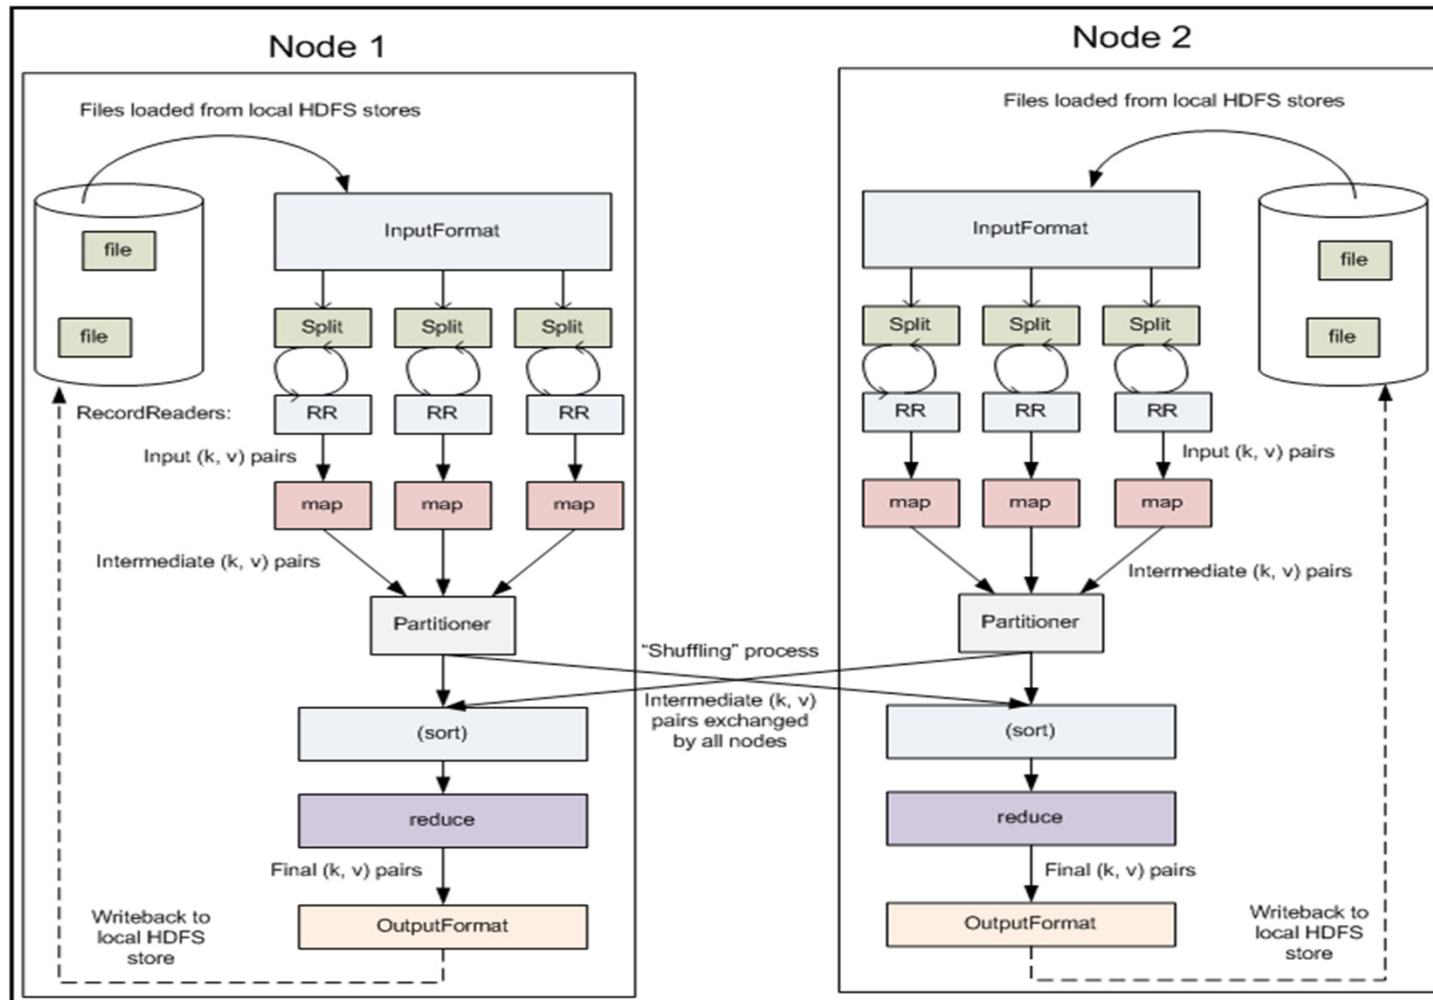 Node 1
Files loaded from local HDFS stores
InputFormat
file
file
Split
Split
Split
RecordReaders:
RR
RR
RR
Input (k, v) pairs
map
map
map
Intermediate (k, v) pairs
Partitioner
(sort)
reduce
Final (k, v) pairs
OutputFormat
Writeback to
local HDFS
store
“Shuffling” process
Intermediate (k, v)
pairs exchanged
by all nodes
Node 2
Files loaded from local HDFS stores
InputFormat
file
file
Split
Split
Split
RR
RR
RR
Input (k, v) pairs
map
map
map
Intermediate (k, v) pairs
Partitioner
(sort)
reduce
Final (k, v) pairs
OutputFormat
Writeback to
local HDFS
store